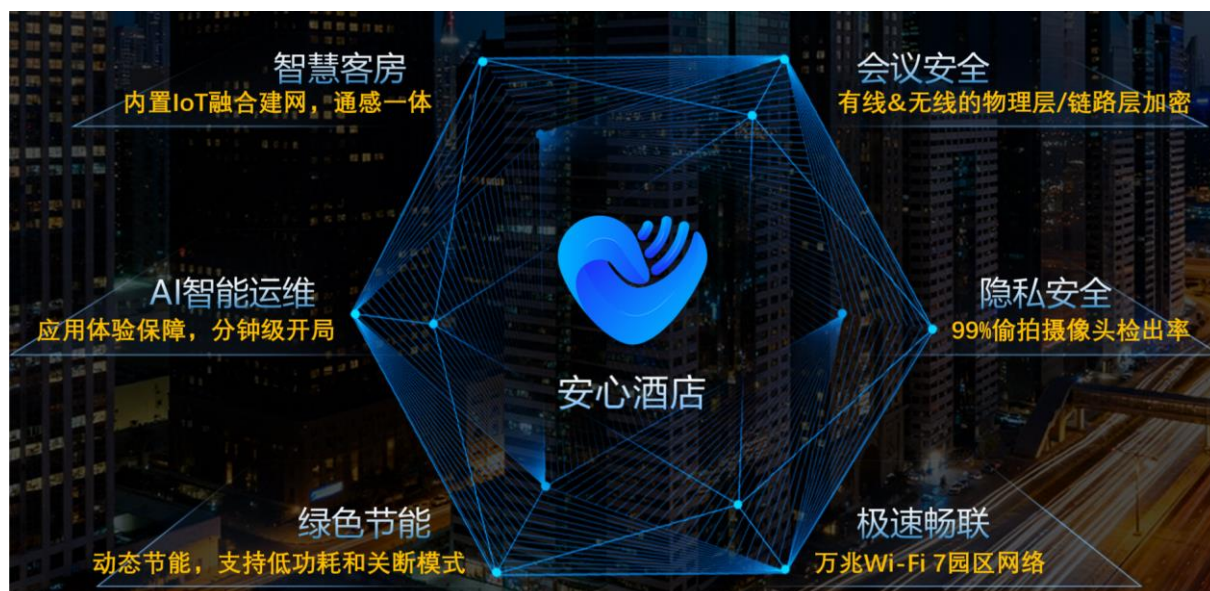 智慧客房
内置IoT融合建网，通感一体
会议安全
有线&无线的物理层/链路层加密
AI智能运维
应用体验保障，分钟级开局
隐私安全
99%偷拍摄像头检出率
安心酒店
绿色节能
动态节能，支持低功耗和关断模式
极速畅联
万兆Wi-Fi 7园区网络